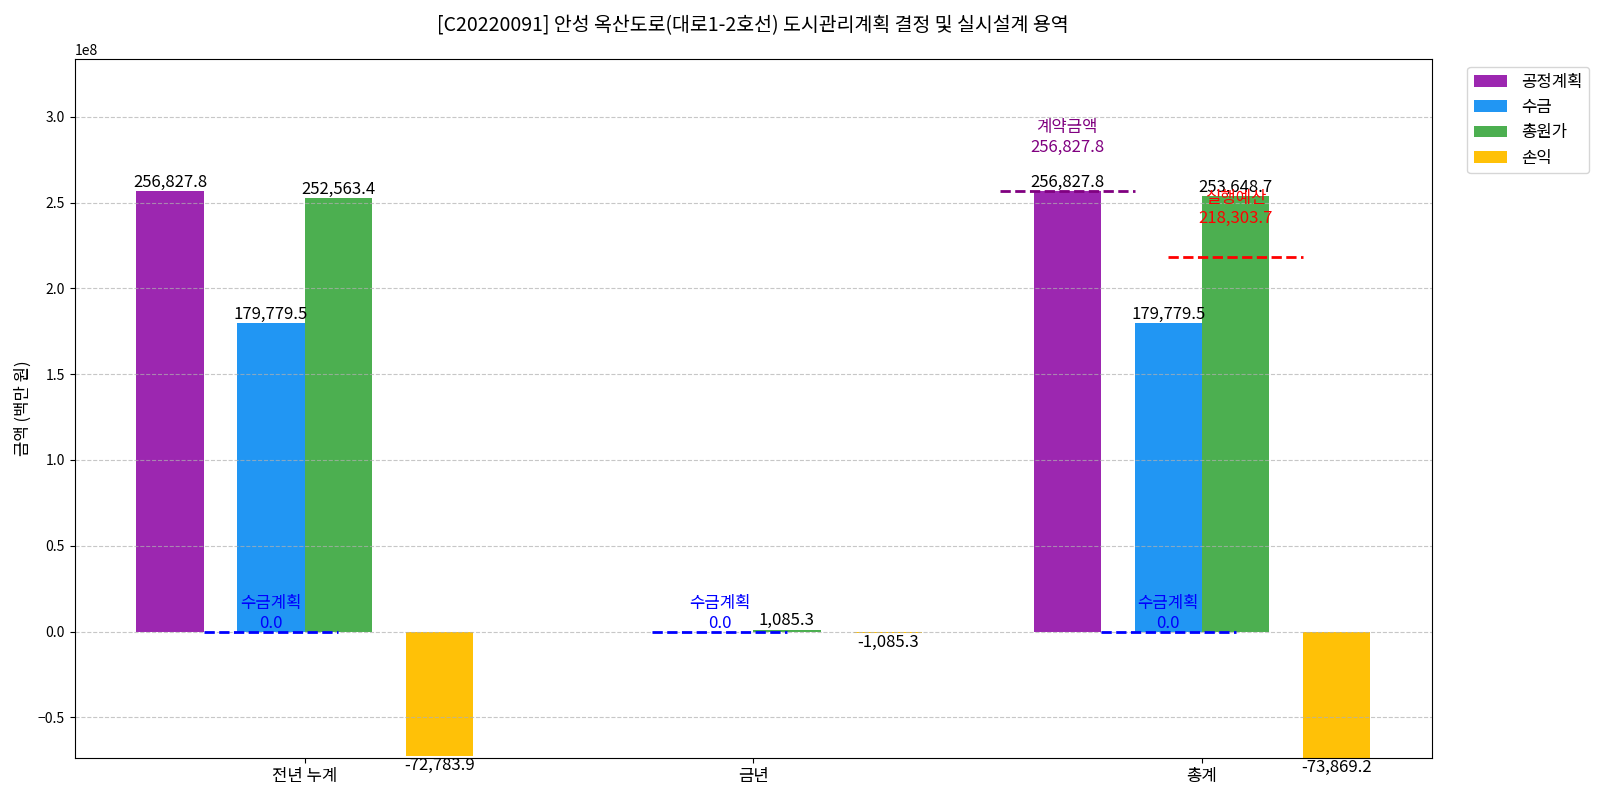 [C20220091] 안성 옥산도로(대로1-2호선) 도시관리계획 결정 및 실시설계 용역
1e8
공정계획
수금
총원가
손익
금액 (백만 원)
3.0
2.5
2.0
1.5
1.0
0.5
0.0
−0.5
256,827.8
179,779.5
252,563.4
-72,783.9
수금계획
0.0
수금계획
0.0
1,085.3
-1,085.3
계약금액
256,827.8
256,827.8
179,779.5
253,648.7
실행예산
218,303.7
수금계획
0.0
-73,869.2
전년 누계
금년
총계